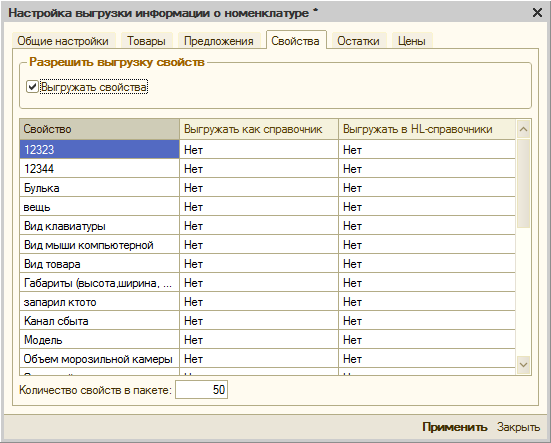 Настройка выгрузки информации о номенклатуре *
Общие настройки Товары Предложения Свойства Остатки Цены
Разрешить выгрузку свойств
Выгружать свойства
Свойство Выгружать как справочник Выгружать в HL-справочники
12323 Нет Нет
12344 Нет Нет
Булька Нет Нет
вещь Нет Нет
Вид клавиатуры Нет Нет
Вид мыши компьютерной Нет Нет
Вид товара Нет Нет
Габариты (высота,ширина, ... Нет Нет
запарил ктото Нет Нет
Канал сбыта Нет Нет
Модель Нет Нет
Объем морозильной камеры Нет Нет
Количество свойств в пакете: 50
Применить Закрыть